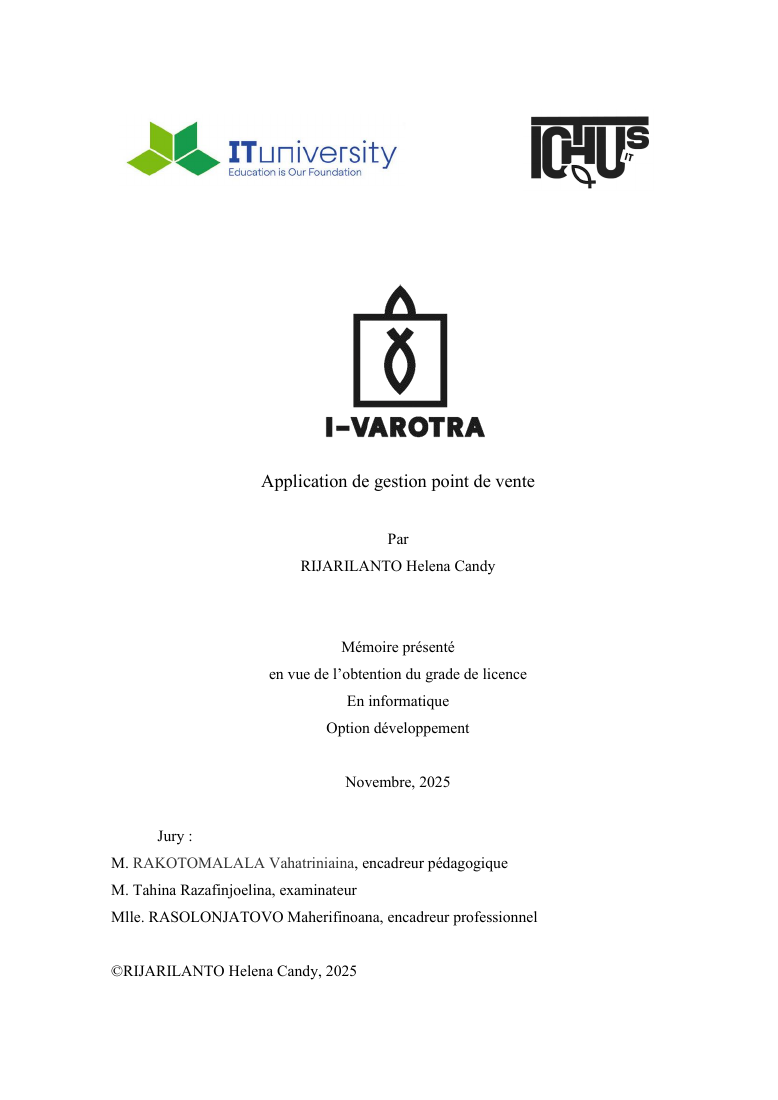 ITuniversity
Education is Our Foundation
ICHTUS
IT
I-VAROTRA
Application de gestion point de vente
Par
RIJARILANTO Helena Candy
Mémoire présenté
en vue de l’obtention du grade de licence
En informatique
Option développement
Novembre, 2025
Jury :
M. RAKOTOMALALA Vahatriniaina, encadreur pédagogique
M. Tahina Razafinjoelina, examinateur
Mlle. RASOLONJATOVO Maherifinoana, encadreur professionnel
©RIJARILANTO Helena Candy, 2025